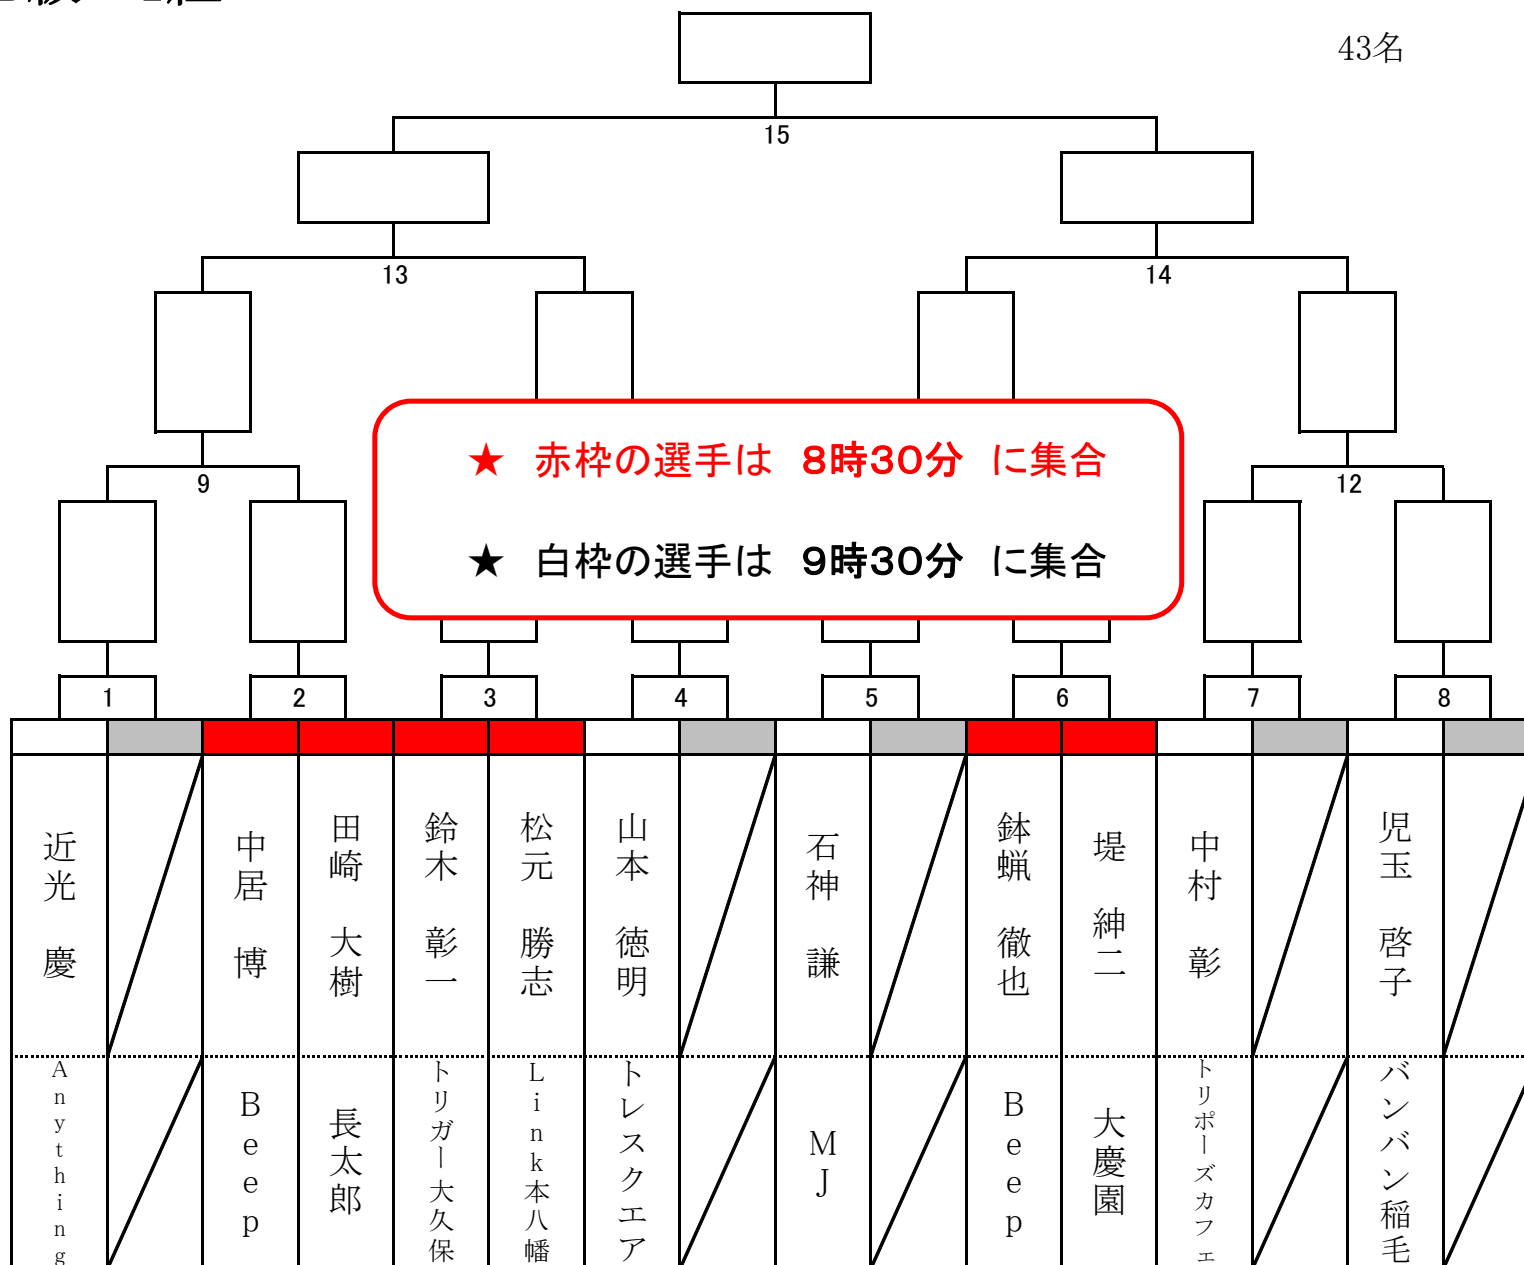 43名
15
13
14
★ 赤枠の選手は 8時30分 に集合
9
12
★ 白枠の選手は 9時30分 に集合
1
2
3
4
5
6
7
8
近光 慶
中居 博
田崎 大樹
鈴木 彰一
松元 勝志
山本 徳明
石神 謙
鉢蝋 徹也
堤 紳二
中村 彰
児玉 啓子
Anything
Beep
長太郎
トリガー大久保
Link本八幡
トレスクエア
MJ
Beep
大慶園
トリポーズカフェ
バンバン稲毛